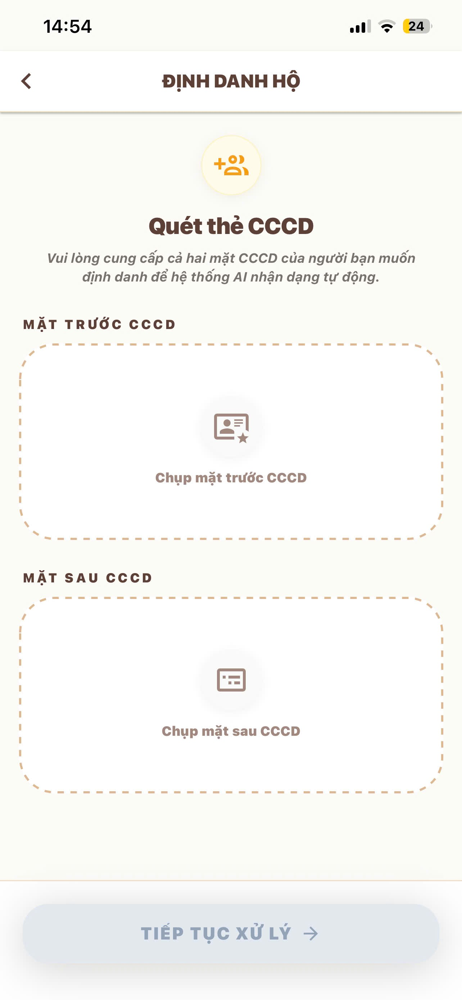 14:54
24
ĐỊNH DANH HỘ
Quét thẻ CCCD
Vui lòng cung cấp cả hai mặt CCCD của người bạn muốn
định danh để hệ thống AI nhận dạng tự động.
MẶT TRƯỚC CCCD
Chụp mặt trước CCCD
MẶT SAU CCCD
Chụp mặt sau CCCD
TIẾP TỤC XỬ LÝ